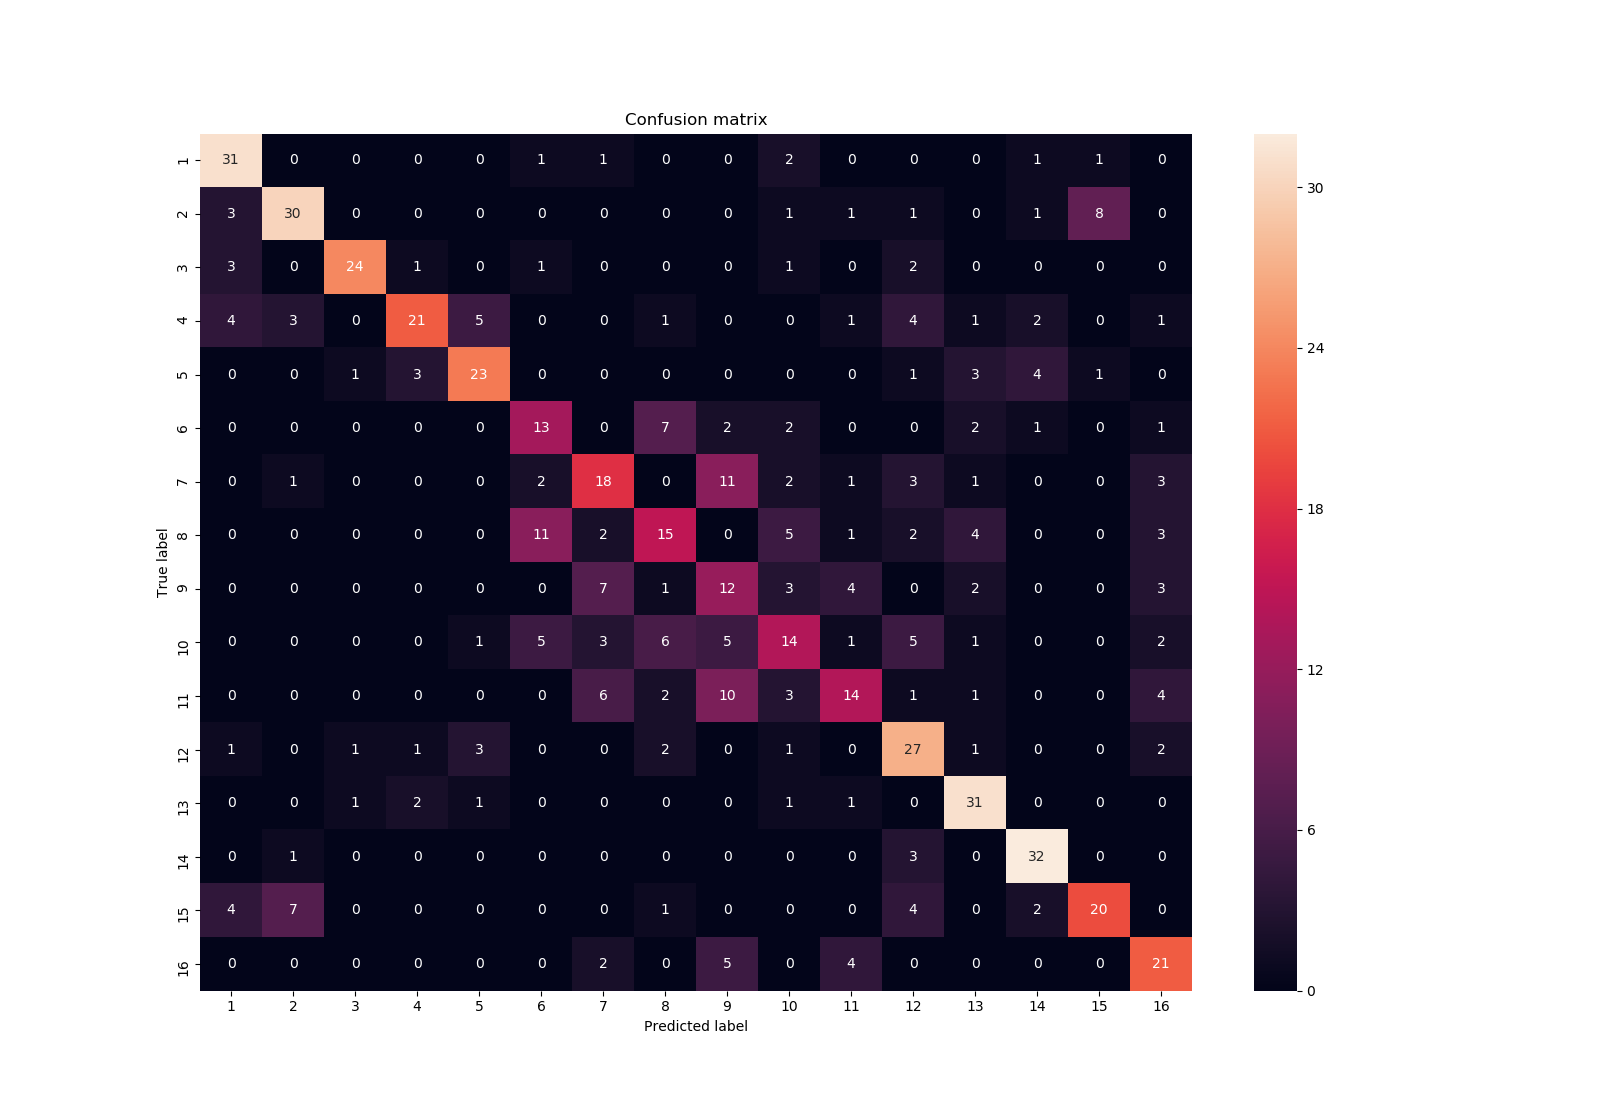 Confusion matrix
1 31 0 0 0 0 1 1 0 0 2 0 0 0 1 1 0
2 3 30 0 0 0 0 0 0 0 1 1 1 0 1 8 0
3 3 0 24 1 0 1 0 0 0 1 0 2 0 0 0 0
4 4 3 0 21 5 0 0 1 0 0 1 4 1 2 0 1
5 0 0 1 3 23 0 0 0 0 0 0 1 3 4 1 0
6 0 0 0 0 0 13 0 7 2 2 0 0 2 1 0 1
7 0 1 0 0 0 2 18 0 11 2 1 3 1 0 0 3
8 0 0 0 0 0 11 2 15 0 5 1 2 4 0 0 3
9 0 0 0 0 0 0 7 1 12 3 4 0 2 0 0 3
10 0 0 0 0 1 5 3 6 5 14 1 5 1 0 0 2
11 0 0 0 0 0 0 6 2 10 3 14 1 1 0 0 4
12 1 0 1 1 3 0 0 2 0 1 0 27 1 0 0 2
13 0 0 1 2 1 0 0 0 0 1 1 0 31 0 0 0
14 0 1 0 0 0 0 0 0 0 0 0 3 0 32 0 0
15 4 7 0 0 0 0 0 1 0 0 0 4 0 2 20 0
16 0 0 0 0 0 0 2 0 5 0 4 0 0 0 0 21
1 2 3 4 5 6 7 8 9 10 11 12 13 14 15 16
Predicted label
True label
30
24
18
12
6
0